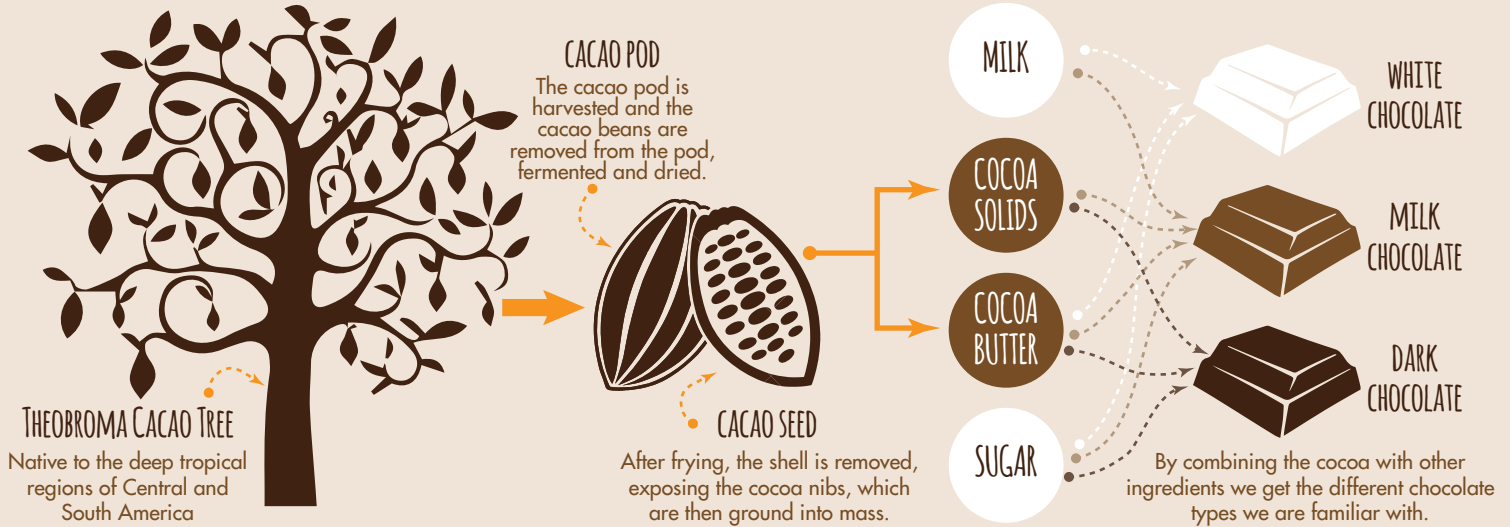 THEOBROMA CACAO TREE
Native to the deep tropical
regions of Central and
South America
CACAO POD
The cacao pod is
harvested and the
cacao beans are
removed from the pod,
fermented and dried.
CACAO SEED
After frying, the shell is removed,
exposing the cocoa nibs, which
are then ground into mass.
MILK
COCOA
SOLIDS
COCOA
BUTTER
SUGAR
WHITE
CHOCOLATE
MILK
CHOCOLATE
DARK
CHOCOLATE
By combining the cocoa with other
ingredients we get the different chocolate
types we are familiar with.